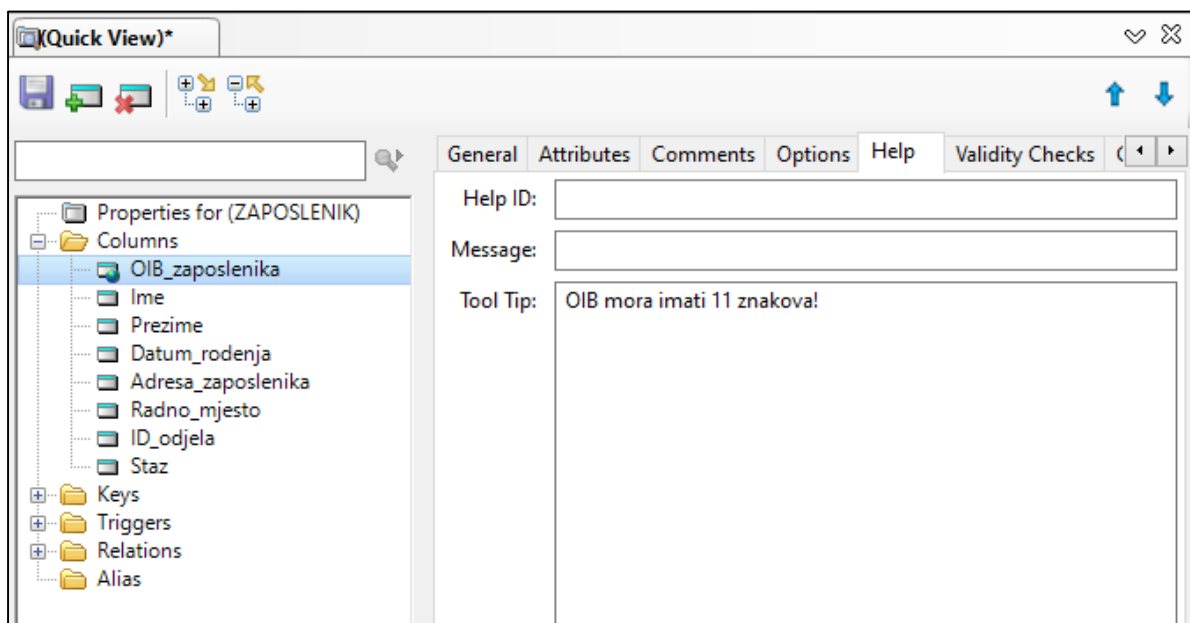 (Quick View)*
General Attributes Comments Options Help Validity Checks
Help ID:
Message:
Tool Tip: OIB mora imati 11 znakova!
Properties for (ZAPOSLENIK)
Columns
OIB_zaposlenika
Ime
Prezime
Datum_rodenja
Adresa_zaposlenika
Radno_mjesto
ID_odjela
Staz
Keys
Triggers
Relations
Alias